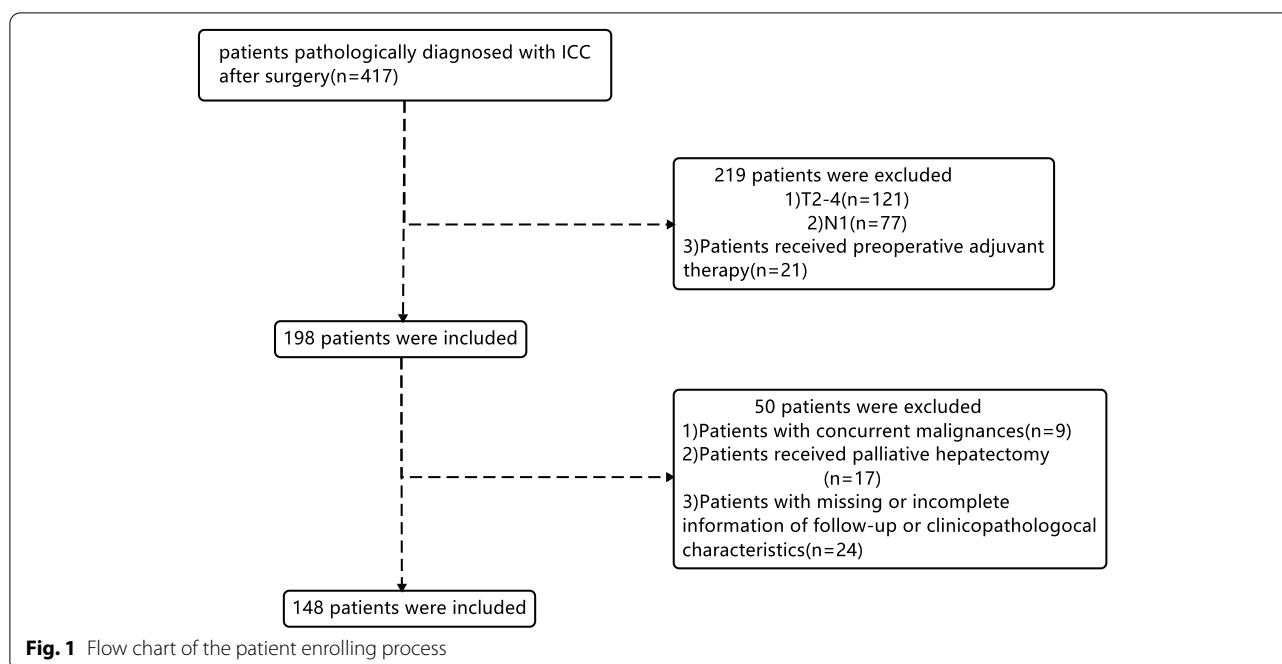 patients pathologically diagnosed with ICC
after surgery(n=417)
219 patients were excluded
1)T2-4(n=121)
2)N1(n=77)
3)Patients received preoperative adjuvant
therapy(n=21)
198 patients were included
50 patients were excluded
1)Patients with concurrent malignances(n=9)
2)Patients received palliative hepatectomy
(n=17)
3)Patients with missing or incomplete
information of follow-up or clinicopathologocal
characteristics(n=24)
148 patients were included
Fig. 1 Flow chart of the patient enrolling process